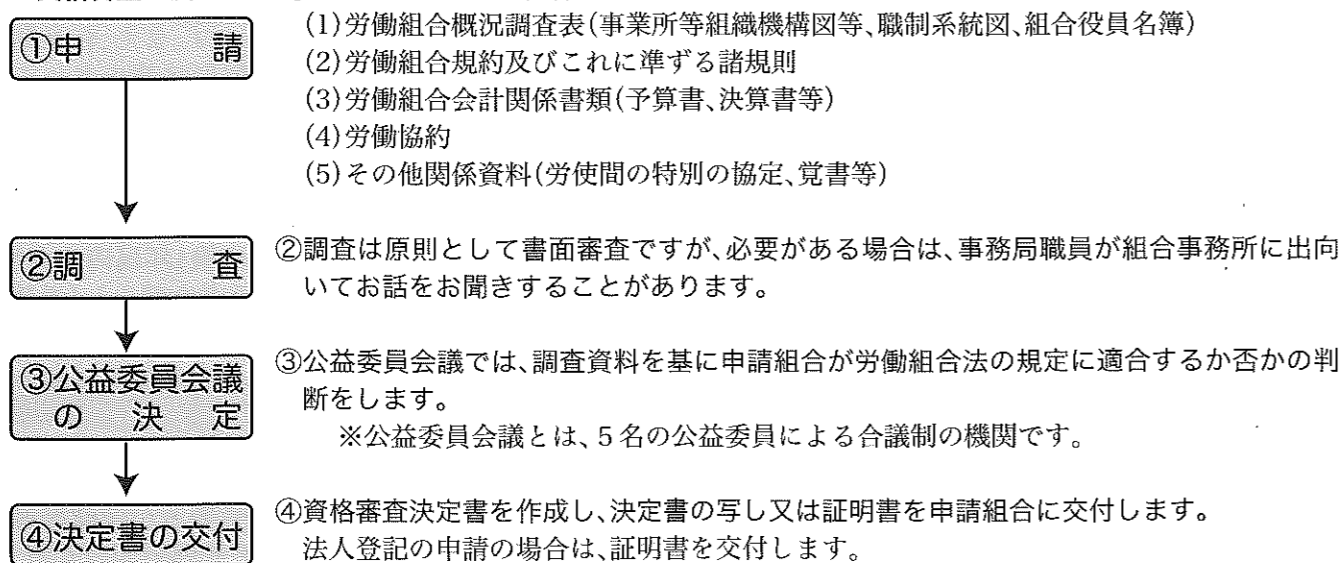 ①申　　　請
(1)労働組合概況調査表(事業所等組織機構図等、職制系統図、組合役員名簿)
(2)労働組合規約及びこれに準ずる諸規則
(3)労働組合会計関係書類(予算書、決算書等)
(4)労働協約
(5)その他関係資料(労使間の特別の協定、覚書等)
②調　　　査
②調査は原則として書面審査ですが、必要がある場合は、事務局職員が組合事務所に出向
いてお話をお聞きすることがあります。
③公益委員会議
の　決　定
③公益委員会議では、調査資料を基に申請組合が労働組合法の規定に適合するか否かの判
断をします。
※公益委員会議とは、5名の公益委員による合議制の機関です。
④決定書の交付
④資格審査決定書を作成し、決定書の写し又は証明書を申請組合に交付します。
法人登記の申請の場合は、証明書を交付します。